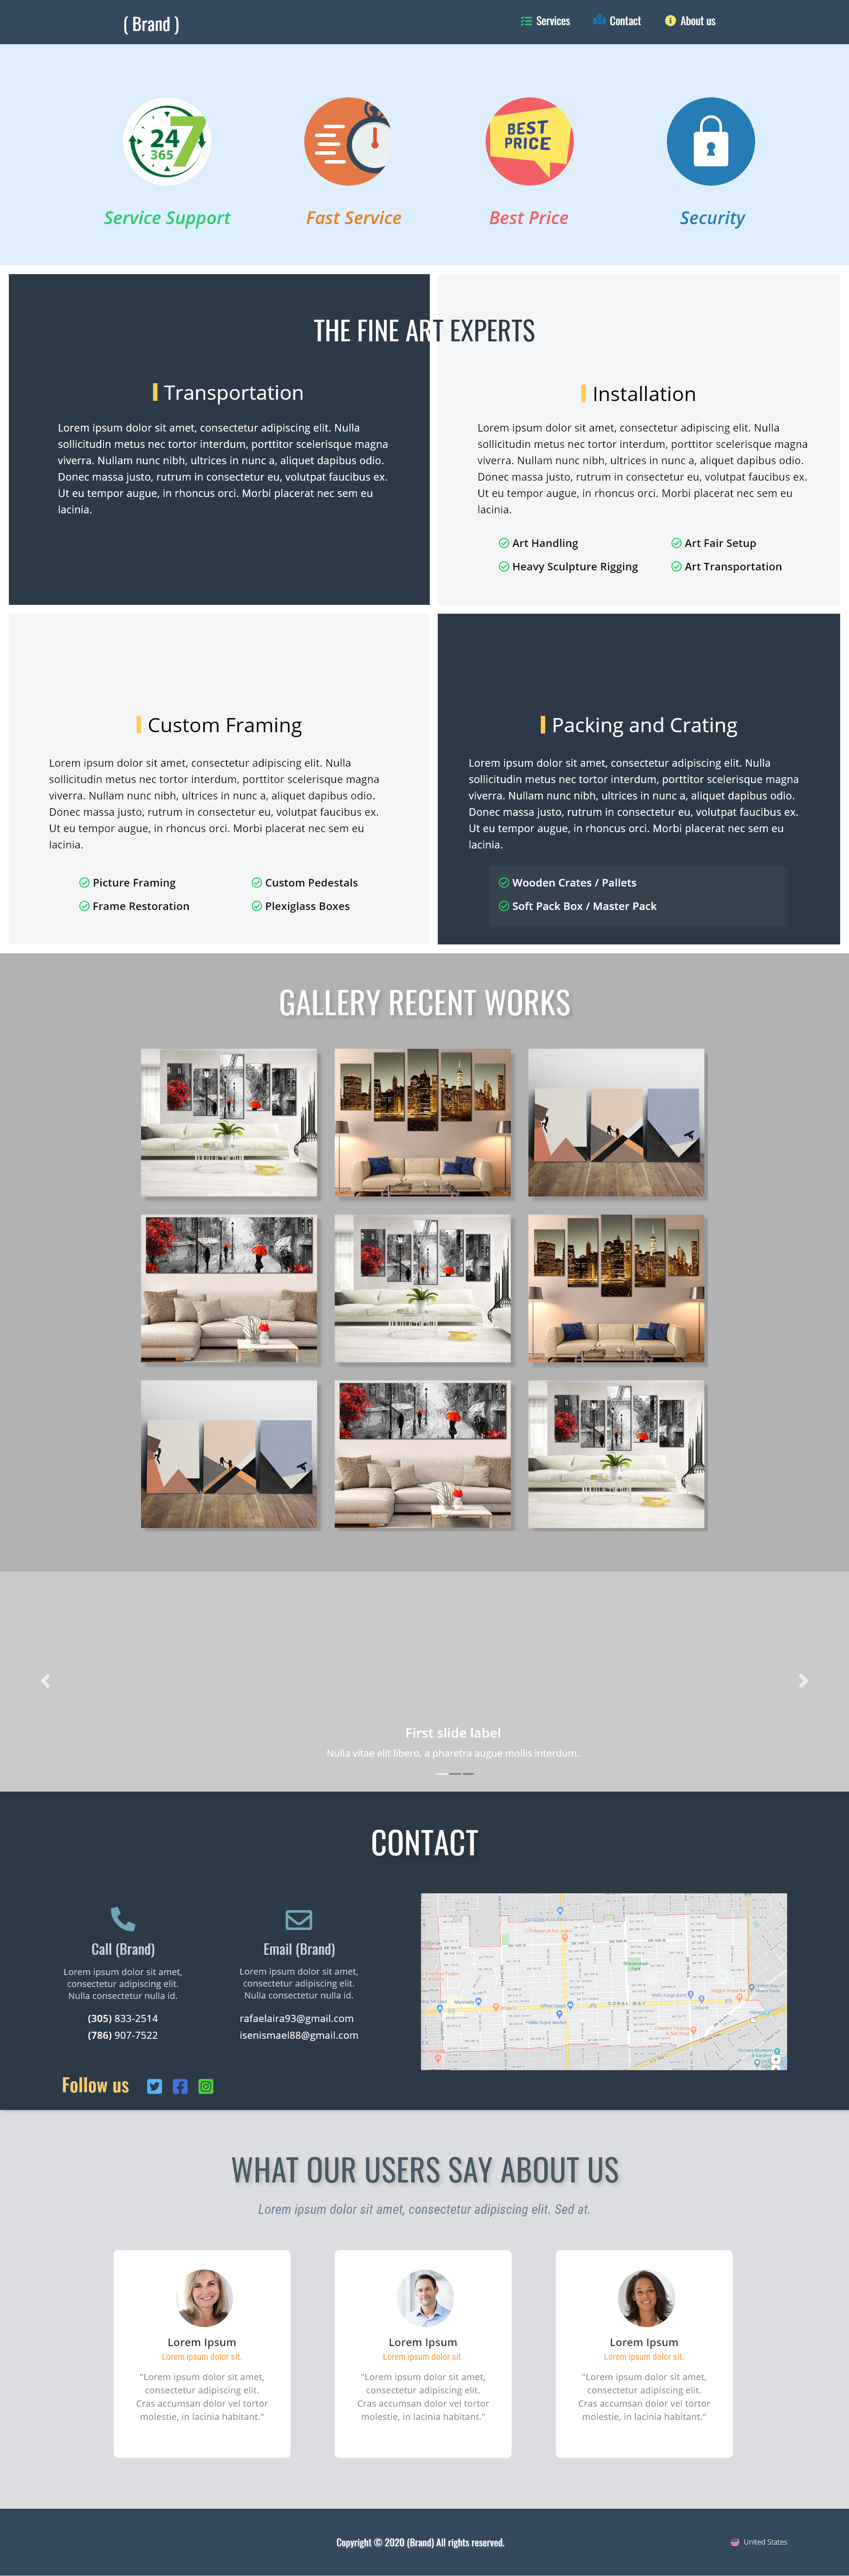 ( Brand )
Services
Contact
About us
24 7
365
BEST
PRICE
Service Support
Fast Service
Best Price
Security
THE FINE ART EXPERTS
Transportation
Lorem ipsum dolor sit amet, consectetur adipiscing elit. Nulla
sollicitudin metus nec tortor interdum, porttitor scelerisque magna
viverra. Nullam nunc nibh, ultrices in nunc a, aliquet dapibus odio.
Donec massa justo, rutrum in consectetur eu, volutpat faucibus ex.
Ut eu tempor augue, in rhoncus orci. Morbi placerat nec sem eu
lacinia.
Installation
Lorem ipsum dolor sit amet, consectetur adipiscing elit. Nulla
sollicitudin metus nec tortor interdum, porttitor scelerisque magna
viverra. Nullam nunc nibh, ultrices in nunc a, aliquet dapibus odio.
Donec massa justo, rutrum in consectetur eu, volutpat faucibus ex.
Ut eu tempor augue, in rhoncus orci. Morbi placerat nec sem eu
lacinia.
Art Handling
Art Fair Setup
Heavy Sculpture Rigging
Art Transportation
Custom Framing
Lorem ipsum dolor sit amet, consectetur adipiscing elit. Nulla
sollicitudin metus nec tortor interdum, porttitor scelerisque magna
viverra. Nullam nunc nibh, ultrices in nunc a, aliquet dapibus odio.
Donec massa justo, rutrum in consectetur eu, volutpat faucibus ex.
Ut eu tempor augue, in rhoncus orci. Morbi placerat nec sem eu
lacinia.
Picture Framing
Custom Pedestals
Frame Restoration
Plexiglass Boxes
Packing and Crating
Lorem ipsum dolor sit amet, consectetur adipiscing elit. Nulla
sollicitudin metus nec tortor interdum, porttitor scelerisque magna
viverra. Nullam nunc nibh, ultrices in nunc a, aliquet dapibus odio.
Donec massa justo, rutrum in consectetur eu, volutpat faucibus ex.
Ut eu tempor augue, in rhoncus orci. Morbi placerat nec sem eu
lacinia.
Wooden Crates / Pallets
Soft Pack Box / Master Pack
GALLERY RECENT WORKS
First slide label
Nulla vitae elit libero, a pharetra augue mollis interdum.
CONTACT
Call (Brand)
Lorem ipsum dolor sit amet,
consectetur adipiscing elit.
Nulla consectetur nulla id.
(305) 833-2514
(786) 907-7522
Email (Brand)
Lorem ipsum dolor sit amet,
consectetur adipiscing elit.
Nulla consectetur nulla id.
rafaelaira93@gmail.com
isenismael88@gmail.com
CORAL WAY
Office Depot
Publix Super Market
Follow us
WHAT OUR USERS SAY ABOUT US
Lorem ipsum dolor sit amet, consectetur adipiscing elit. Sed at.
Lorem Ipsum
Lorem ipsum dolor sit.
"Lorem ipsum dolor sit amet,
consectetur adipiscing elit.
Cras accumsan dolor vel tortor
molestie, in lacinia habitant."
Lorem Ipsum
Lorem ipsum dolor sit.
"Lorem ipsum dolor sit amet,
consectetur adipiscing elit.
Cras accumsan dolor vel tortor
molestie, in lacinia habitant."
Lorem Ipsum
Lorem ipsum dolor sit.
"Lorem ipsum dolor sit amet,
consectetur adipiscing elit.
Cras accumsan dolor vel tortor
molestie, in lacinia habitant."
Copyright © 2020 (Brand) All rights reserved.
United States